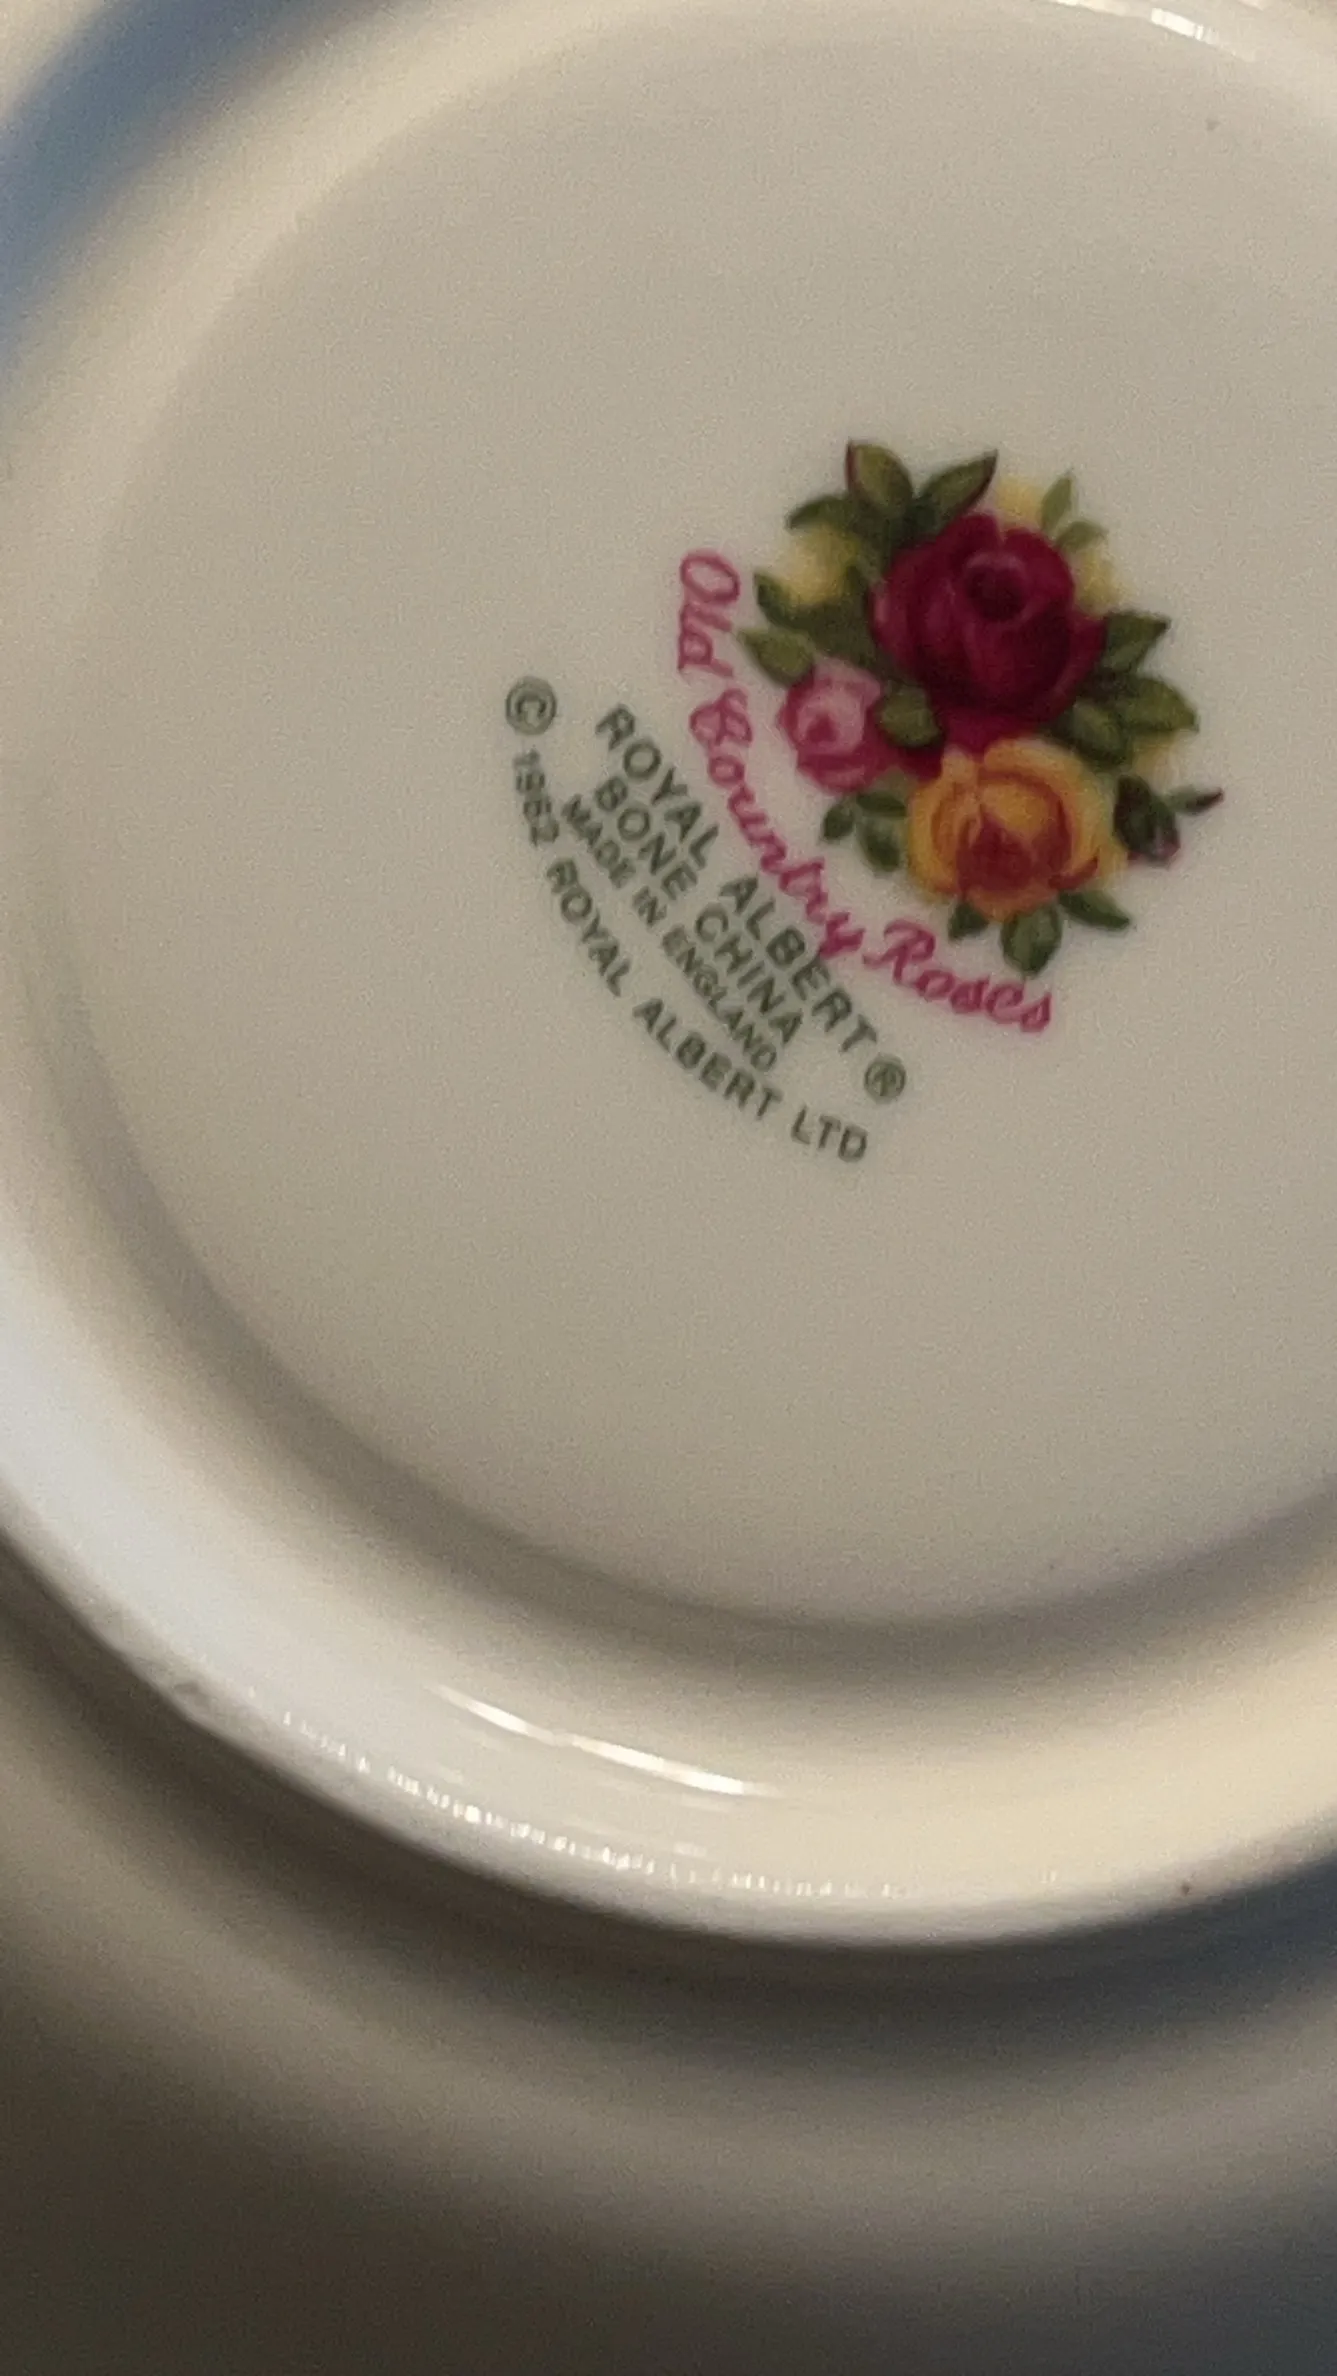 Old Country Roses
ROYAL ALBERT ®
BONE CHINA
MADE IN ENGLAND
© 1962 ROYAL ALBERT LTD